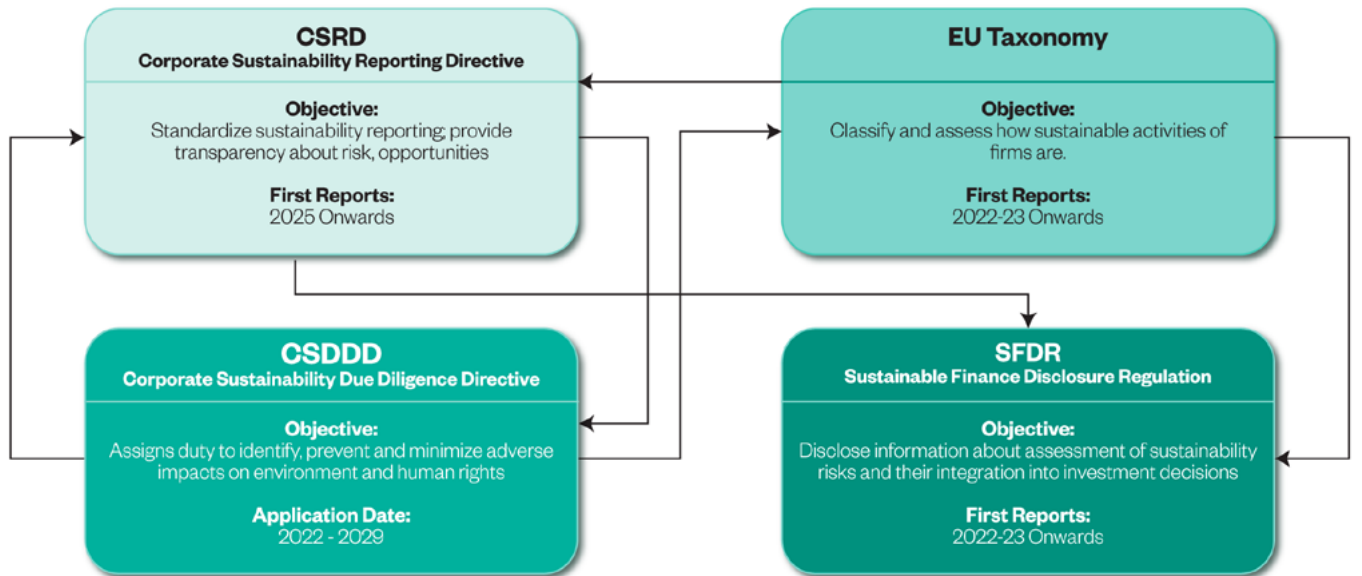 CSRD
Corporate Sustainability Reporting Directive
Objective:
Standardize sustainability reporting; provide
transparency about risk, opportunities
First Reports:
2025 Onwards
EU Taxonomy
Objective:
Classify and assess how sustainable activities of
firms are.
First Reports:
2022-23 Onwards
CSDDD
Corporate Sustainability Due Diligence Directive
Objective:
Assigns duty to identify, prevent and minimize adverse
impacts on environment and human rights
Application Date:
2022 - 2029
SFDR
Sustainable Finance Disclosure Regulation
Objective:
Disclose information about assessment of sustainability
risks and their integration into investment decisions
First Reports:
2022-23 Onwards